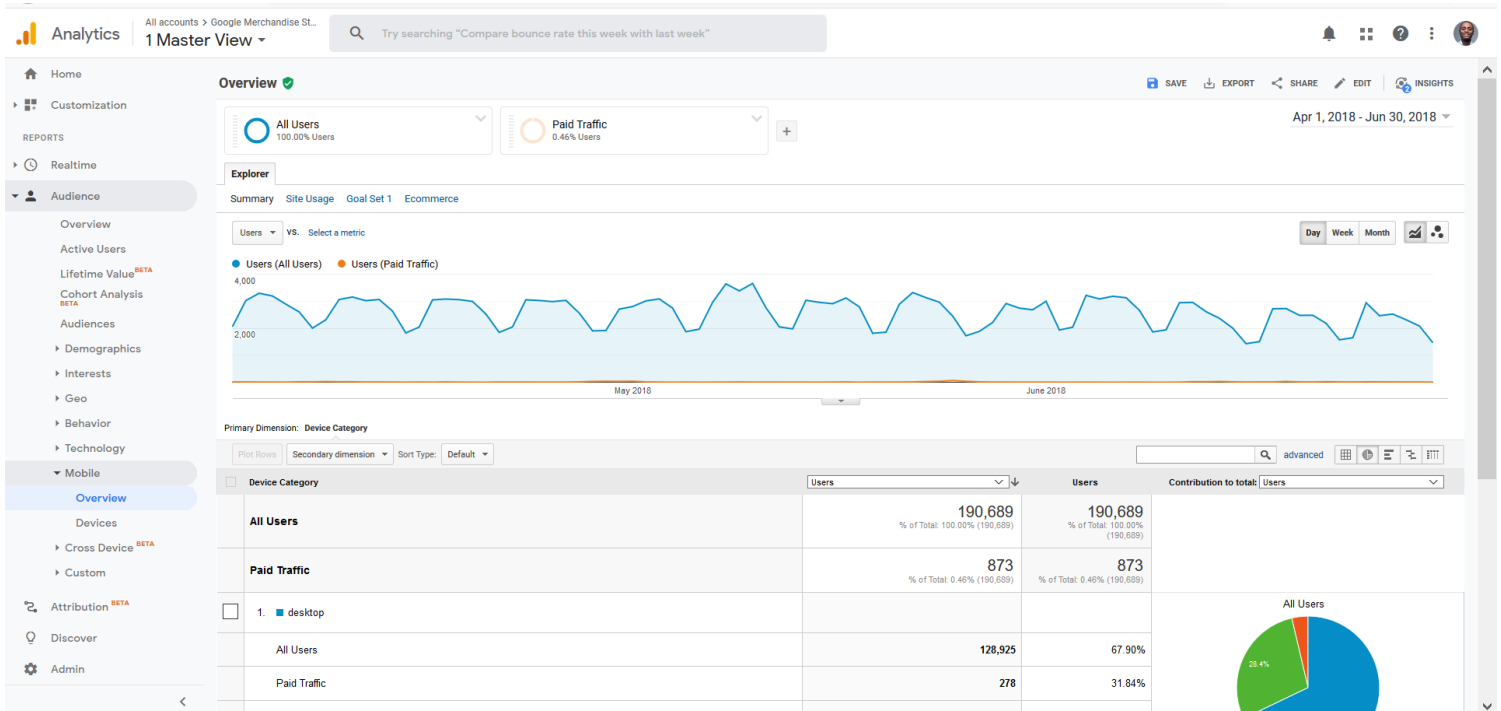 Analytics
All accounts > Google Merchandise St...
1 Master View
Try searching "Compare bounce rate this week with last week"
Home
Customization
REPORTS
Realtime
Audience
Overview
Active Users
Lifetime Value BETA
Cohort Analysis
BETA
Audiences
Demographics
Interests
Geo
Behavior
Technology
Mobile
Overview
Devices
Cross Device BETA
Custom
Attribution BETA
Discover
Admin
Overview
SAVE EXPORT SHARE EDIT 2 INSIGHTS
All Users
100.00% Users
Paid Traffic
0.46% Users
+
Apr 1, 2018 - Jun 30, 2018
Explorer
Summary Site Usage Goal Set 1 Ecommerce
Users VS. Select a metric
Day Week Month
Users (All Users) Users (Paid Traffic)
4,000
2,000
May 2018 June 2018
Primary Dimension: Device Category
Plot Rows Secondary dimension Sort Type: Default advanced
Device Category Users Users Contribution to total: Users
All Users 190,689 190,689
% of Total: 100.00% (190,689) % of Total: 100.00%
(190,689)
Paid Traffic 873 873
% of Total: 0.46% (190,689) % of Total: 0.46% (190,689)
1. desktop
All Users 128,925 67.90%
Paid Traffic 278 31.84%
All Users
28.4%